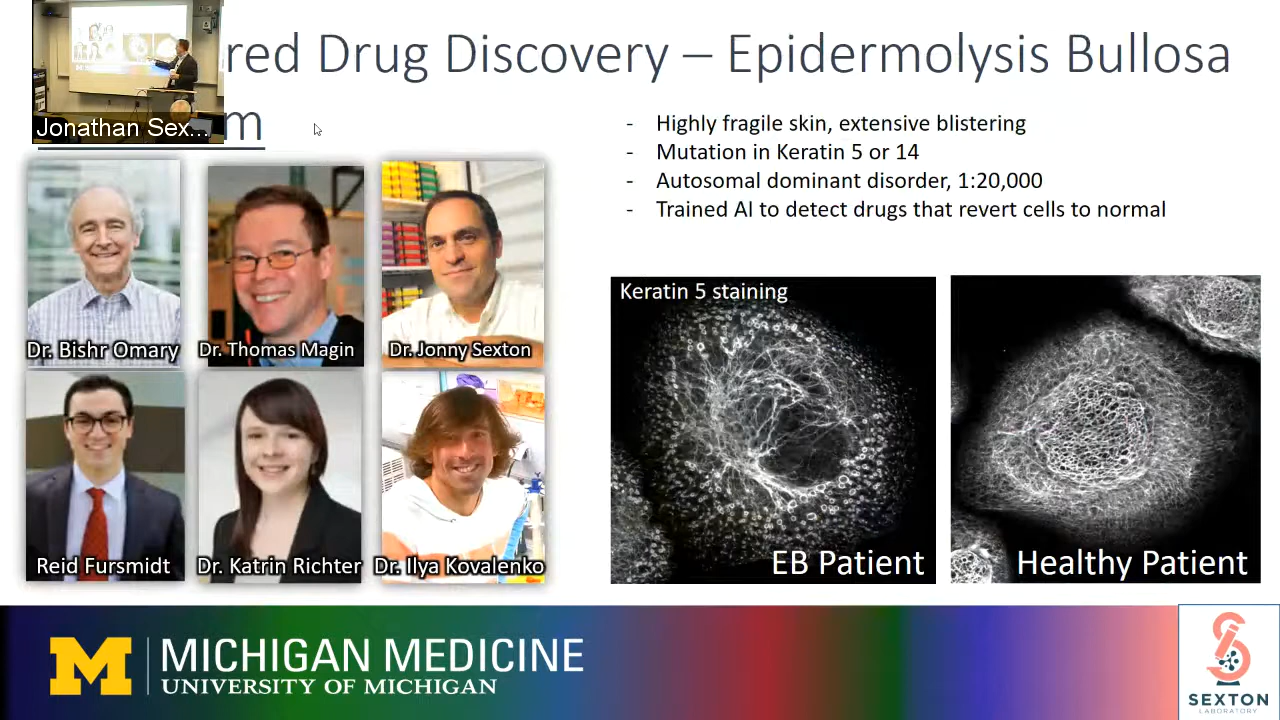 red Drug Discovery – Epidermolysis Bullosa
m
Jonathan Sex...
- Highly fragile skin, extensive blistering
- Mutation in Keratin 5 or 14
- Autosomal dominant disorder, 1:20,000
- Trained AI to detect drugs that revert cells to normal
Dr. Bishr Omary
Dr. Thomas Magin
Dr. Jonny Sexton
Reid Fursmidt
Dr. Katrin Richter
Dr. Ilya Kovalenko
Keratin 5 staining
EB Patient
Healthy Patient
M
MICHIGAN MEDICINE
UNIVERSITY OF MICHIGAN
SEXTON
LABORATORY